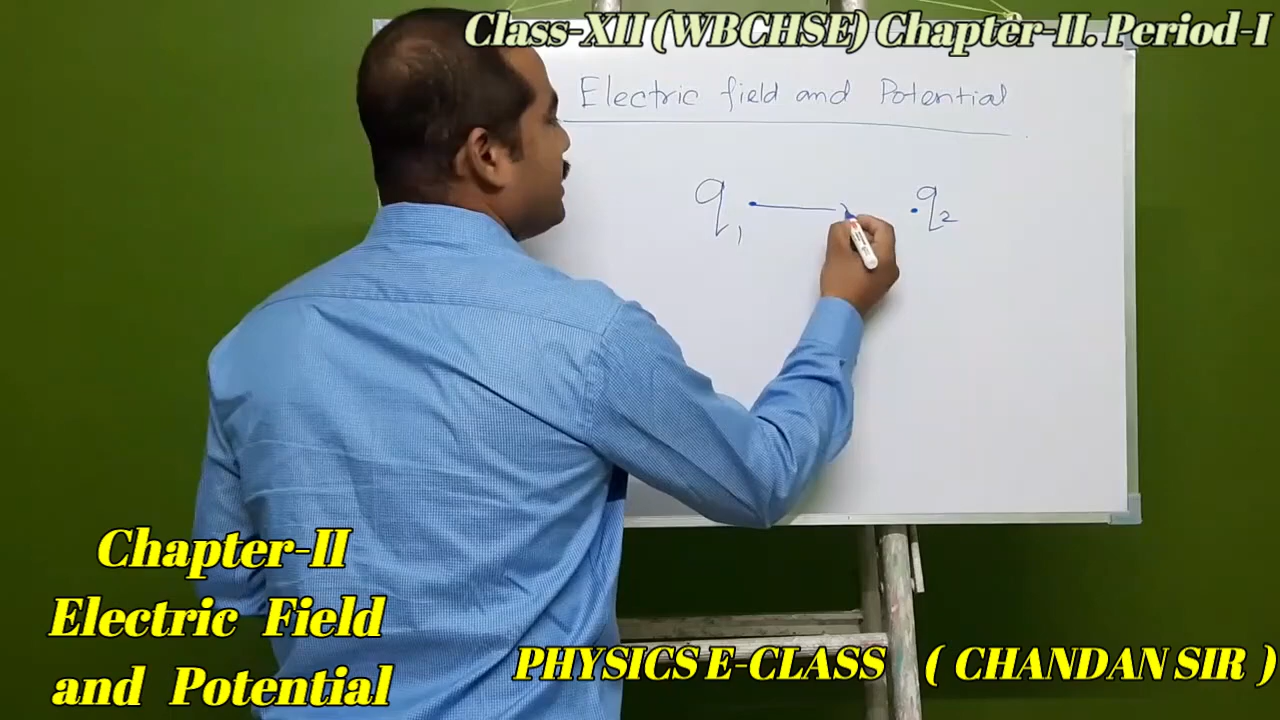 Class-XII (WBCHSE) Chapter-II. Period-I
Electric field and Potential
q1 q2
Chapter-II
Electric Field
and Potential
PHYSICS E-CLASS ( CHANDAN SIR )